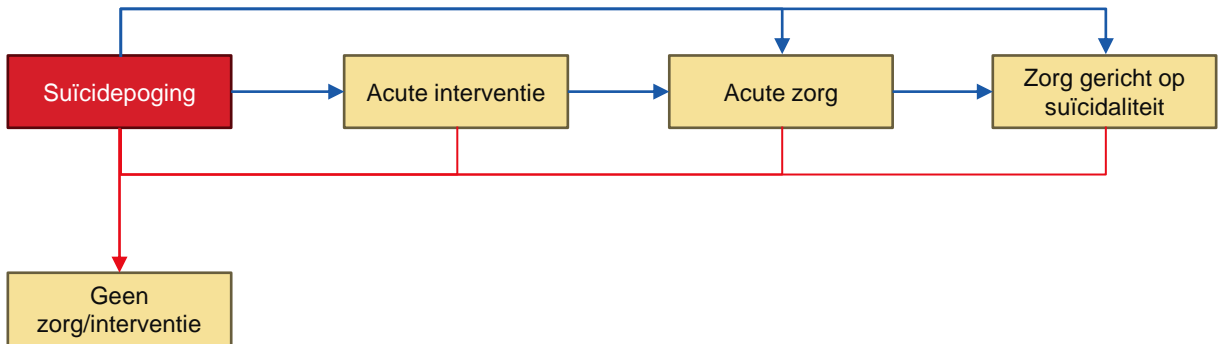 Suïcidepoging
Acute interventie
Acute zorg
Zorg gericht op
suïcidaliteit
Geen
zorg/interventie